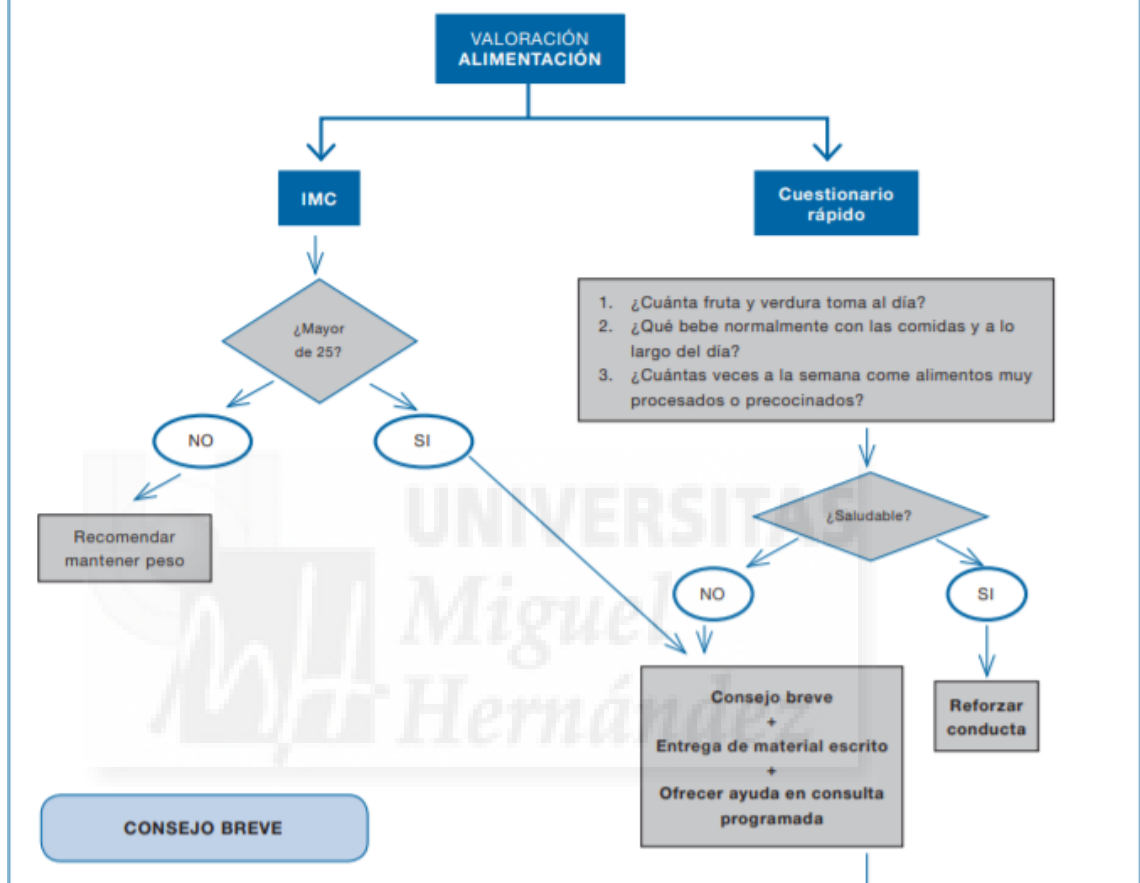 VALORACIÓN
ALIMENTACIÓN
IMC
Cuestionario
rápido
¿Mayor
de 25?
1. ¿Cuánta fruta y verdura toma al día?
2. ¿Qué bebe normalmente con las comidas y a lo
largo del día?
3. ¿Cuántas veces a la semana come alimentos muy
procesados o precocinados?
NO
SI
¿Saludable?
Recomendar
mantener peso
NO
SI
Consejo breve
+
Entrega de material escrito
+
Ofrecer ayuda en consulta
programada
Reforzar
conducta
CONSEJO BREVE
UNIVERSITAS
Miguel
Hernández